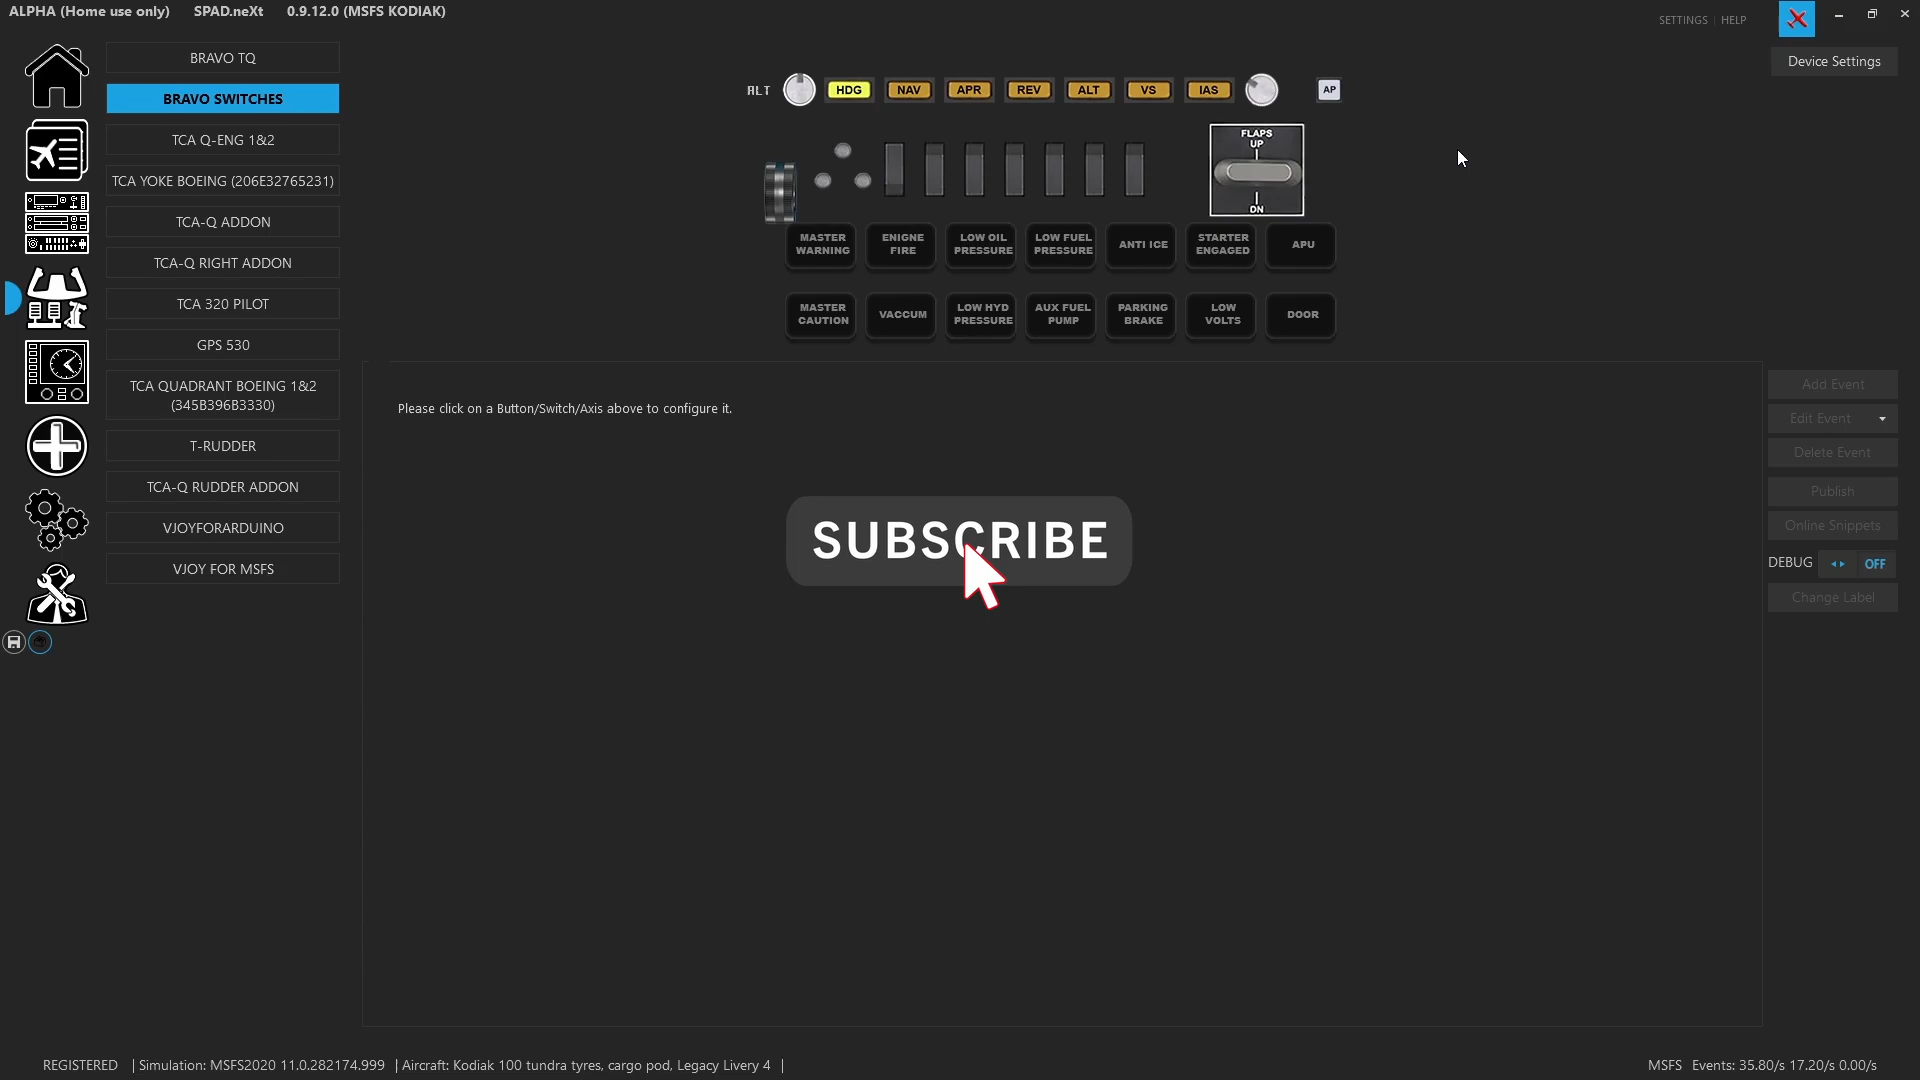 ALPHA (Home use only) SPAD.neXt 0.9.12.0 (MSFS KODIAK)
SETTINGS | HELP
Device Settings
BRAVO TQ
BRAVO SWITCHES
TCA Q-ENG 1&2
TCA YOKE BOEING (206E32765231)
TCA-Q ADDON
TCA-Q RIGHT ADDON
TCA 320 PILOT
GPS 530
TCA QUADRANT BOEING 1&2
(345B396B3330)
T-RUDDER
TCA-Q RUDDER ADDON
VJOYFORARDUINO
VJOY FOR MSFS
ALT HDG NAV APR REV ALT VS IAS AP
FLAPS
UP
DN
MASTER WARNING
ENIGNE FIRE
LOW OIL PRESSURE
LOW FUEL PRESSURE
ANTI ICE
STARTER ENGAGED
APU
MASTER CAUTION
VACCUM
LOW HYD PRESSURE
AUX FUEL PUMP
PARKING BRAKE
LOW VOLTS
DOOR
Please click on a Button/Switch/Axis above to configure it.
SUBSCRIBE
Add Event
Edit Event
Delete Event
Publish
Online Snippets
DEBUG OFF
Change Label
REGISTERED | Simulation: MSFS2020 11.0.282174.999 | Aircraft: Kodiak 100 tundra tyres, cargo pod, Legacy Livery 4 |
MSFS Events: 35.80/s 17.20/s 0.00/s